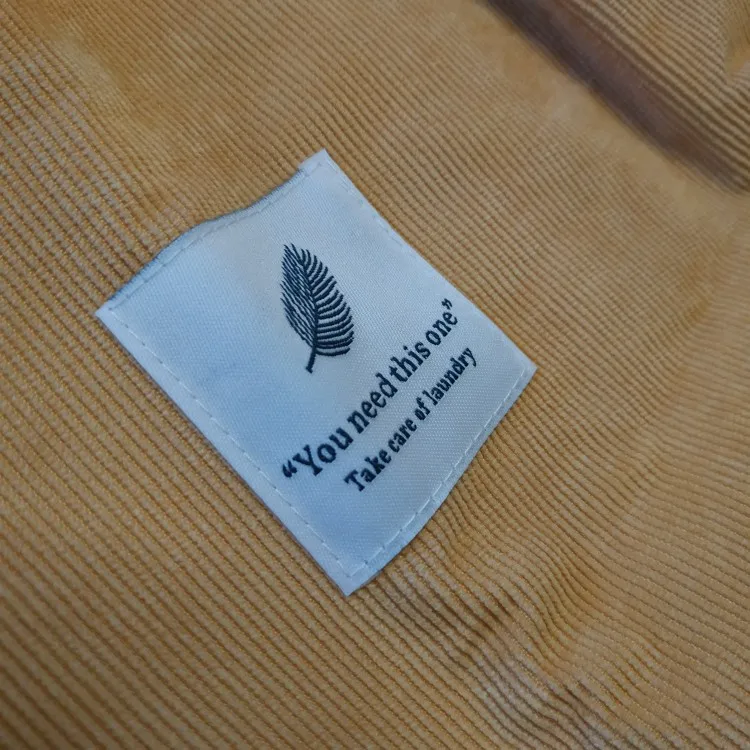 “You need this one”
Take care of laundry